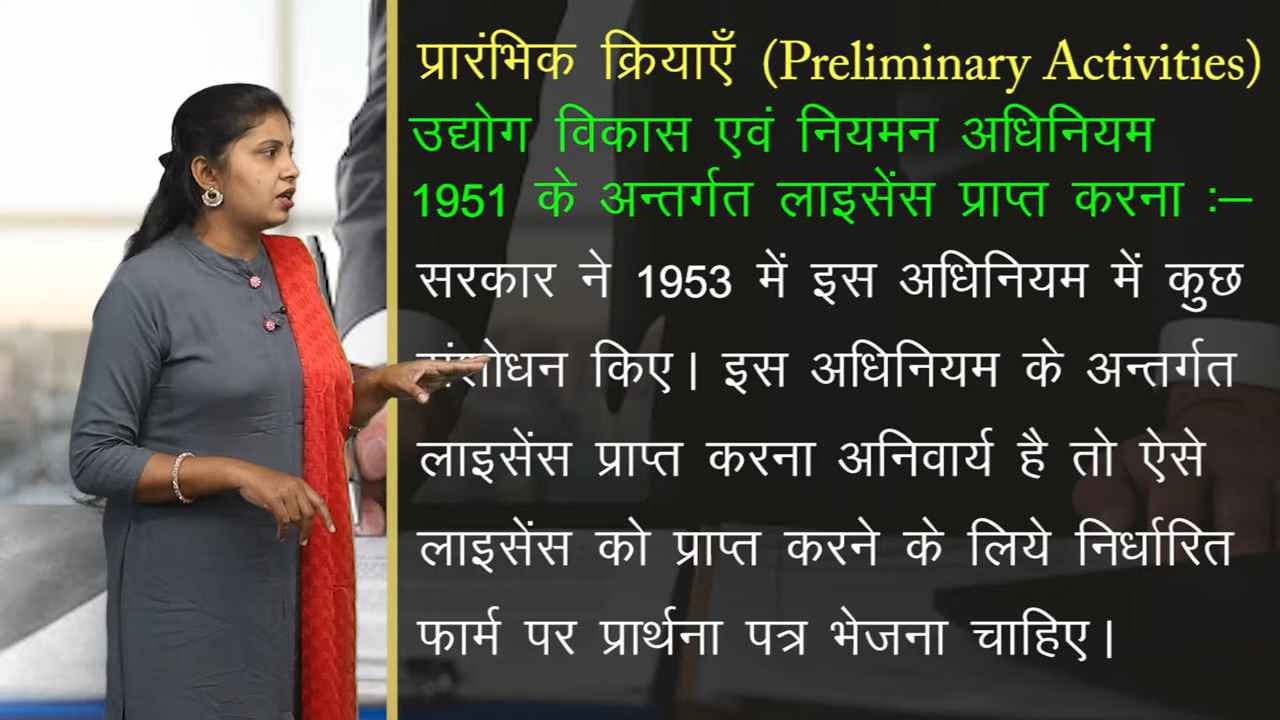 प्रारंभिक क्रियाएँ (Preliminary Activities)
उद्योग विकास एवं नियमन अधिनियम
1951 के अन्तर्गत लाइसेंस प्राप्त करना :–
सरकार ने 1953 में इस अधिनियम में कुछ
संशोधन किए। इस अधिनियम के अन्तर्गत
लाइसेंस प्राप्त करना अनिवार्य है तो ऐसे
लाइसेंस को प्राप्त करने के लिये निर्धारित
फार्म पर प्रार्थना पत्र भेजना चाहिए।